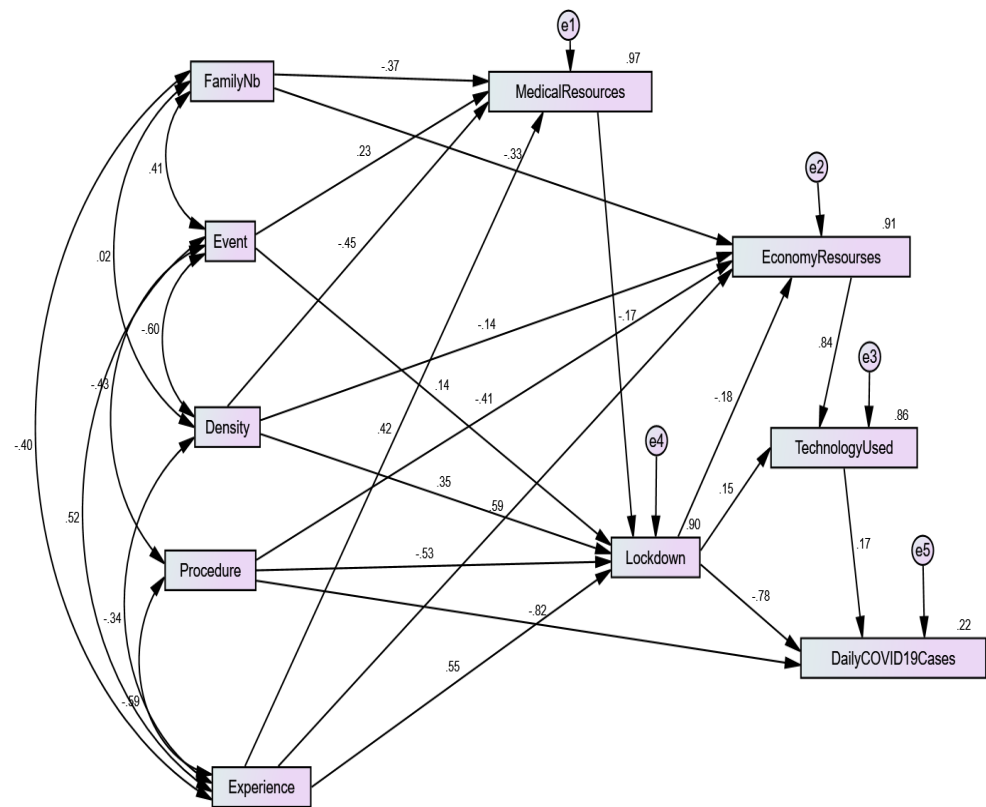 e1
.97
FamilyNb
-.37
MedicalResources
-.33
.23
.41
e2
.91
Event
EconomyResourses
.02
-.45
-.60
-.14
-.17
.84
e3
-.43
.14
-.18
-.41
.86
Density
.42
e4
TechnologyUsed
-.40
.35
.15
.52
.59
.90
.17
e5
Procedure
-.53
Lockdown
-.78
-.34
-.82
.22
.55
DailyCOVID19Cases
-.59
Experience